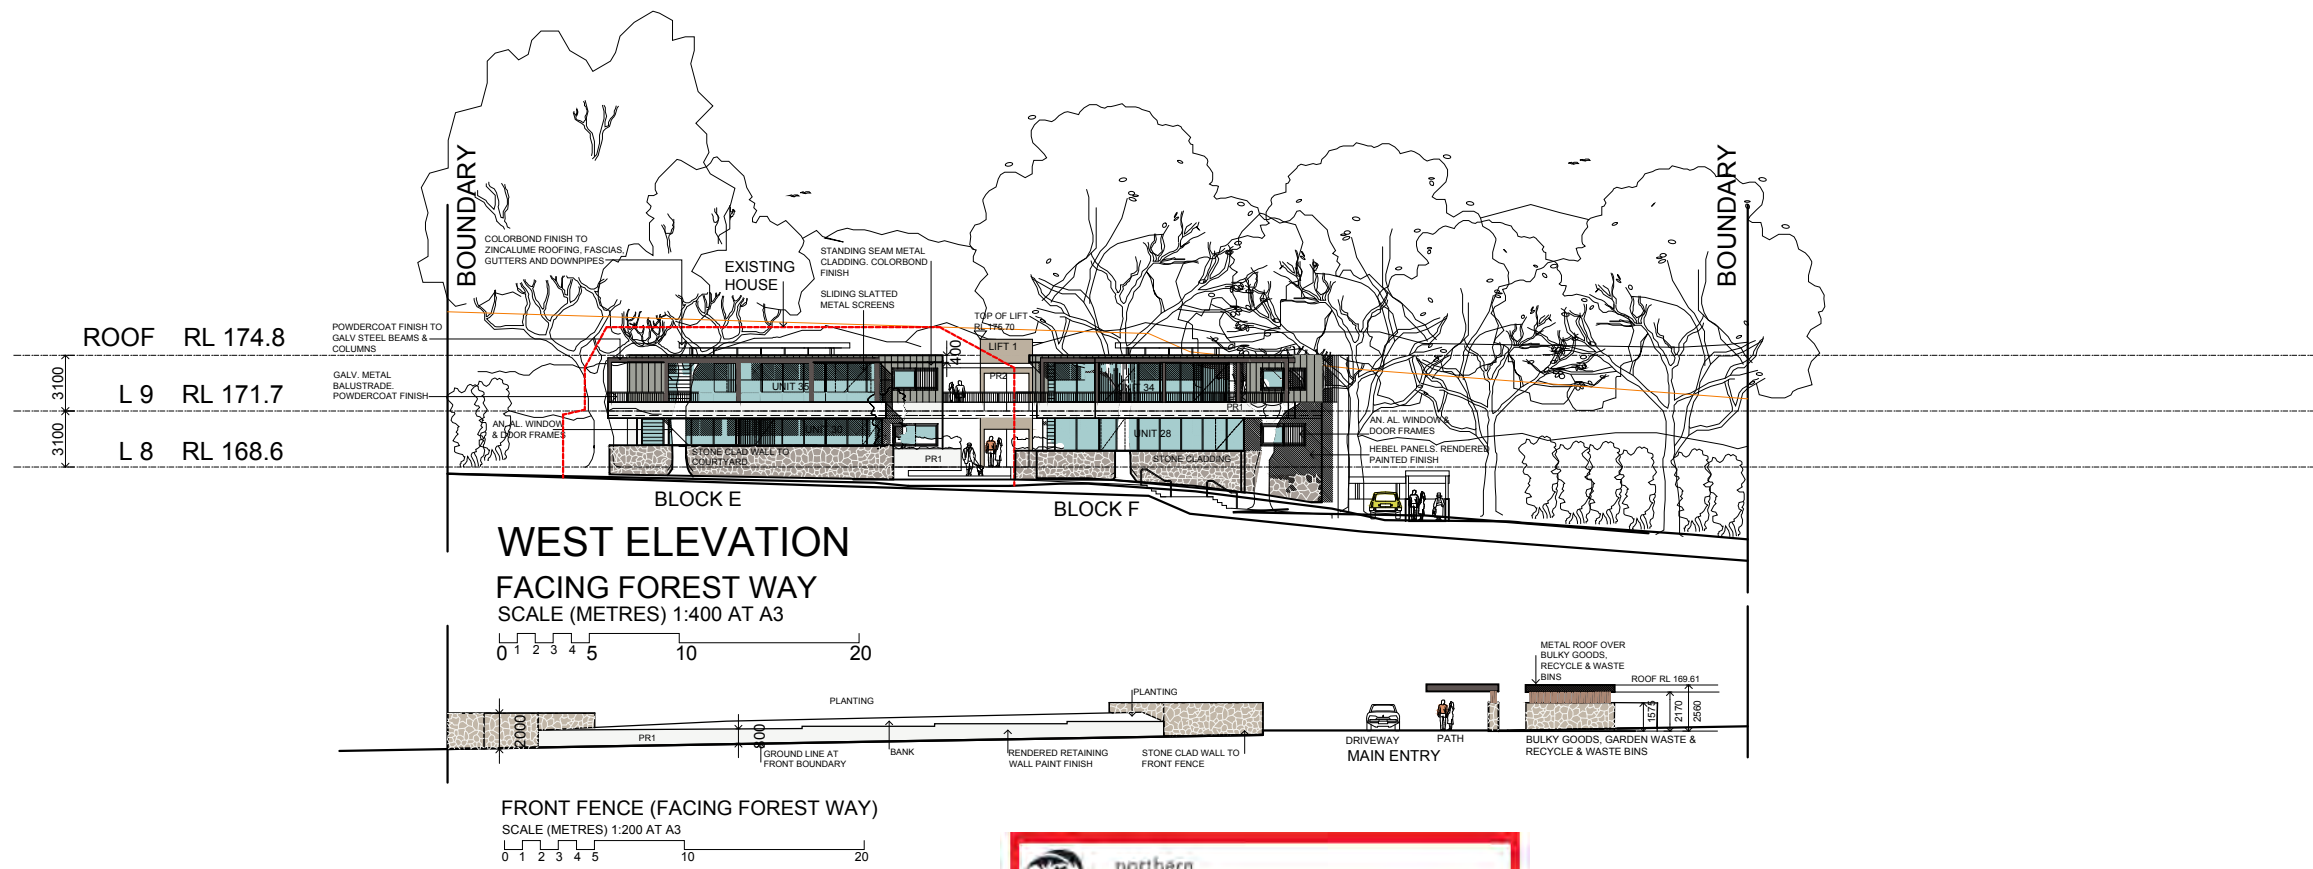 BOUNDARY
BOUNDARY
COLORBOND FINISH TO
ZINCALUME ROOFING, FASCIAS,
GUTTERS AND DOWNPIPES
EXISTING
HOUSE
STANDING SEAM METAL
CLADDING. COLORBOND
FINISH
SLIDING SLATTED
METAL SCREENS
TOP OF LIFT
RL 176.70
LIFT 1
400
PR2
ROOF RL 174.8
POWDERCOAT FINISH TO
GALV STEEL BEAMS &
COLUMNS
3100
GALV. METAL
BALUSTRADE.
POWDERCOAT FINISH
L 9 RL 171.7
UNIT 35
UNIT 34
PR1
3100
AN. AL. WINDOW
& DOOR FRAMES
UNIT 30
UNIT 28
AN. AL. WINDOW &
DOOR FRAMES
L 8 RL 168.6
STONE CLAD WALL TO
COURTYARD
PR1
STONE CLADDING
HEBEL PANELS. RENDERED
PAINTED FINISH
BLOCK E
BLOCK F
WEST ELEVATION
FACING FOREST WAY
SCALE (METRES) 1:400 AT A3
0 1 2 3 4 5 10 20
METAL ROOF OVER
BULKY GOODS,
RECYCLE & WASTE
BINS
ROOF RL 169.61
PLANTING
PLANTING
2000
PR1
800
1575
2170
2560
GROUND LINE AT
FRONT BOUNDARY
BANK
RENDERED RETAINING
WALL PAINT FINISH
STONE CLAD WALL TO
FRONT FENCE
DRIVEWAY
PATH
MAIN ENTRY
BULKY GOODS, GARDEN WASTE &
RECYCLE & WASTE BINS
FRONT FENCE (FACING FOREST WAY)
SCALE (METRES) 1:200 AT A3
0 1 2 3 4 5 10 20
northern